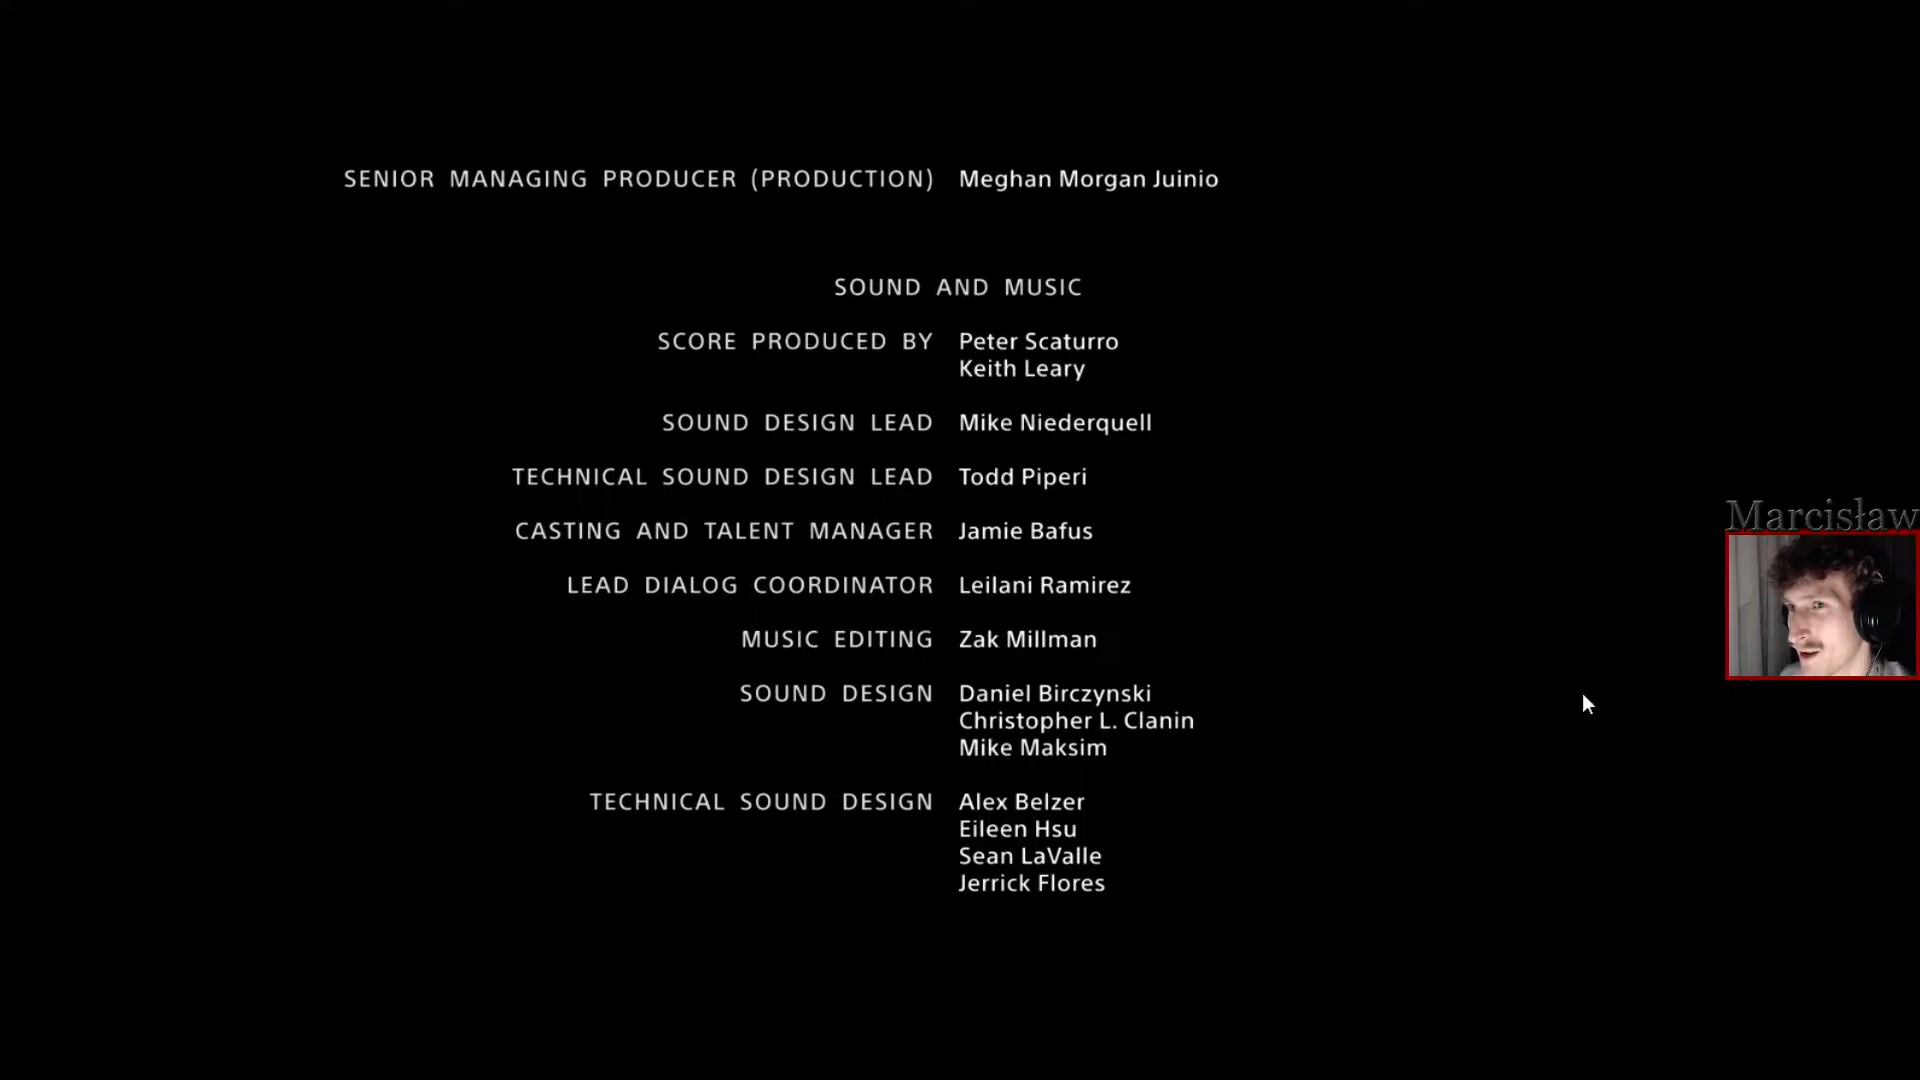 SENIOR MANAGING PRODUCER (PRODUCTION) Meghan Morgan Juinio
SOUND AND MUSIC
SCORE PRODUCED BY Peter Scaturro
Keith Leary
SOUND DESIGN LEAD Mike Niederquell
TECHNICAL SOUND DESIGN LEAD Todd Piperi
CASTING AND TALENT MANAGER Jamie Bafus
LEAD DIALOG COORDINATOR Leilani Ramirez
MUSIC EDITING Zak Millman
SOUND DESIGN Daniel Birczynski
Christopher L. Clanin
Mike Maksim
TECHNICAL SOUND DESIGN Alex Belzer
Eileen Hsu
Sean LaValle
Jerrick Flores
Marcisław